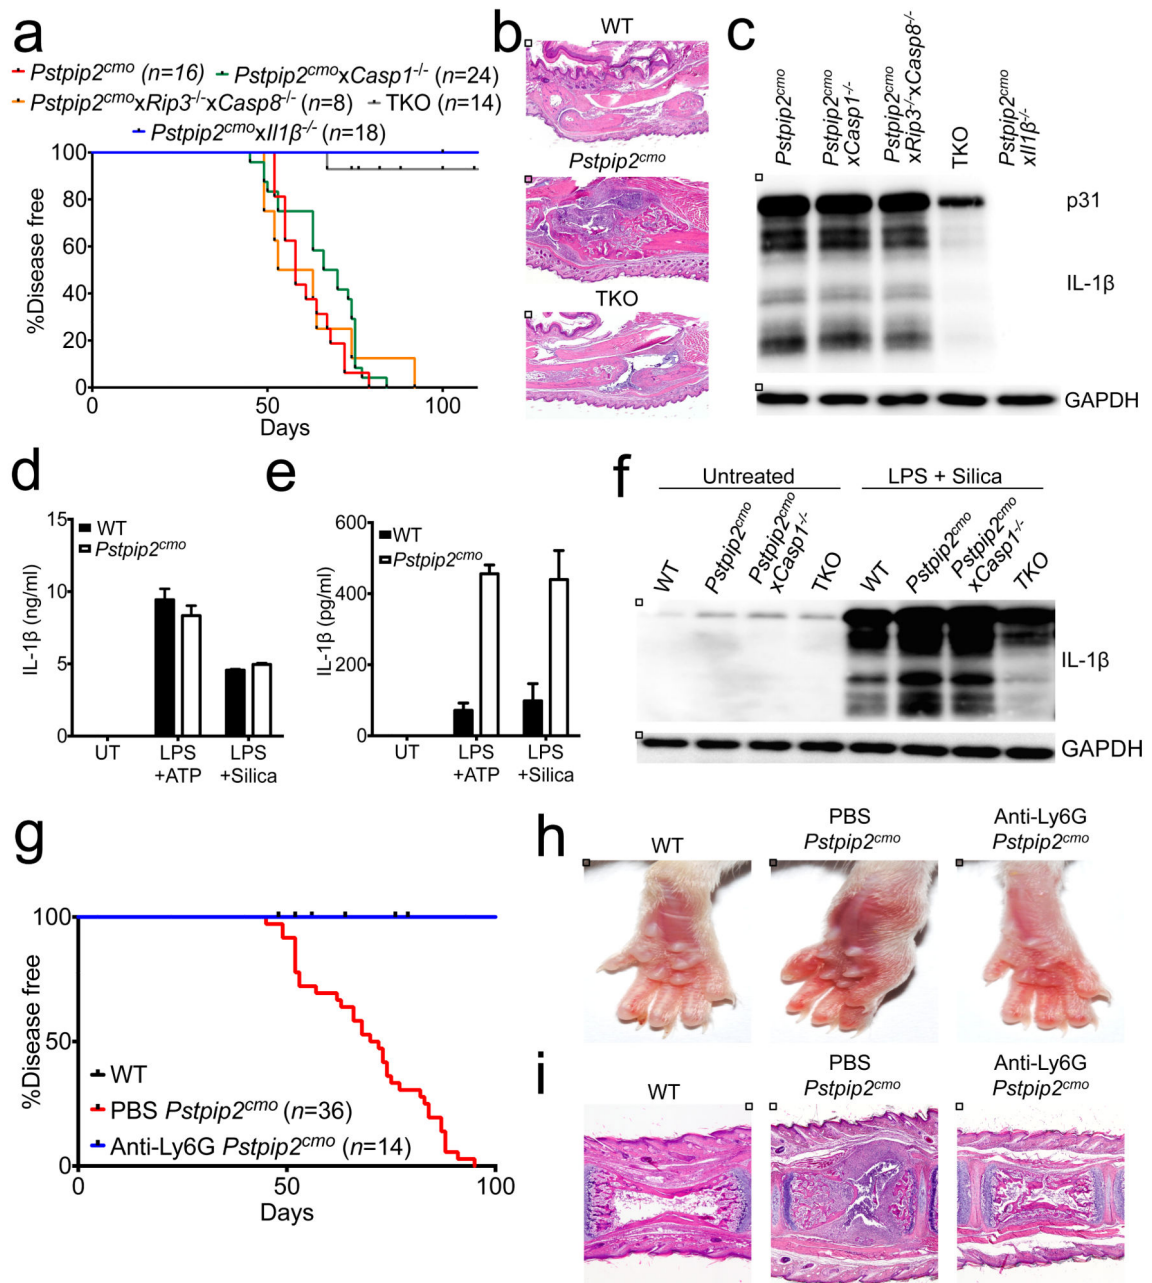 a
Pstpip2cmo (n=16)
Pstpip2cmoxCasp1-/- (n=24)
Pstpip2cmoxRip3-/-xCasp8-/- (n=8)
TKO (n=14)
Pstpip2cmoxIl1β-/- (n=18)
100
80
60
40
20
0
%Disease free
0
50
100
Days
b
WT
Pstpip2cmo
TKO
c
Pstpip2cmo
Pstpip2cmo
xCasp1-/-
Pstpip2cmo
xRip3-/-xCasp8-/-
TKO
Pstpip2cmo
xIl1β-/-
p31
IL-1β
GAPDH
d
WT
Pstpip2cmo
15
10
5
0
IL-1β (ng/ml)
UT
LPS
+ATP
LPS
+Silica
e
WT
Pstpip2cmo
600
400
200
0
IL-1β (pg/ml)
UT
LPS
+ATP
LPS
+Silica
f
Untreated
LPS + Silica
WT
Pstpip2cmo
Pstpip2cmo
xCasp1-/-
TKO
WT
Pstpip2cmo
Pstpip2cmo
xCasp1-/-
TKO
IL-1β
GAPDH
g
100
50
0
%Disease free
WT
PBS Pstpip2cmo (n=36)
Anti-Ly6G Pstpip2cmo (n=14)
0
50
100
Days
h
WT
PBS
Pstpip2cmo
Anti-Ly6G
Pstpip2cmo
i
WT
PBS
Pstpip2cmo
Anti-Ly6G
Pstpip2cmo